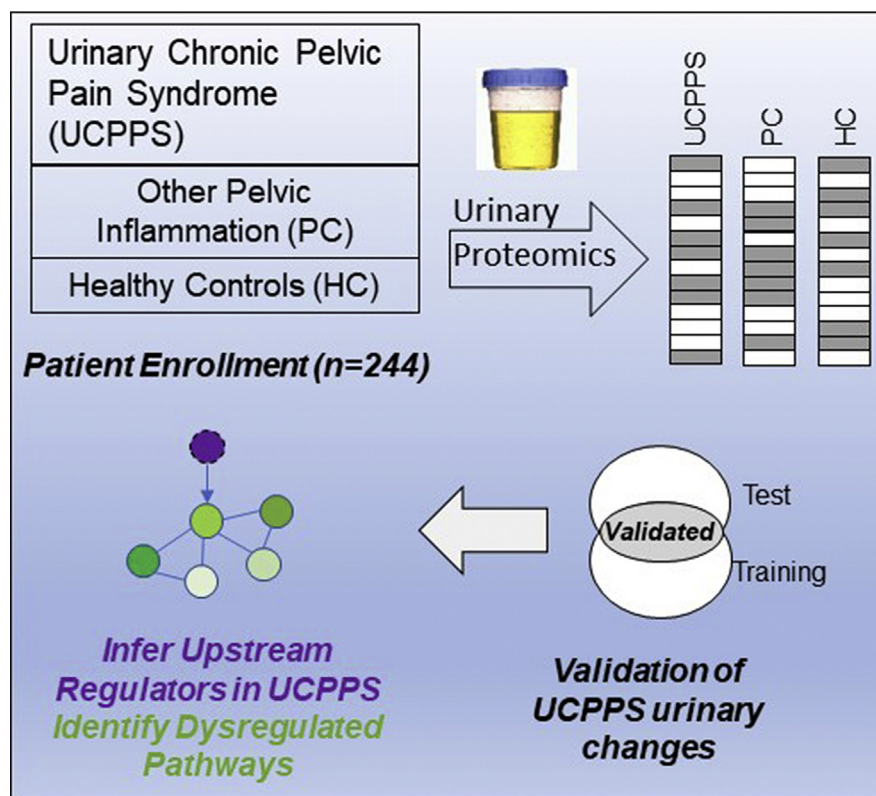 Urinary Chronic Pelvic
Pain Syndrome
(UCPPS)
Other Pelvic
Inflammation (PC)
Healthy Controls (HC)
Patient Enrollment (n=244)
Urinary
Proteomics
UCPPS
PC
HC
Test
Validated
Training
Validation of
UCPPS urinary
changes
Infer Upstream
Regulators in UCPPS
Identify Dysregulated
Pathways